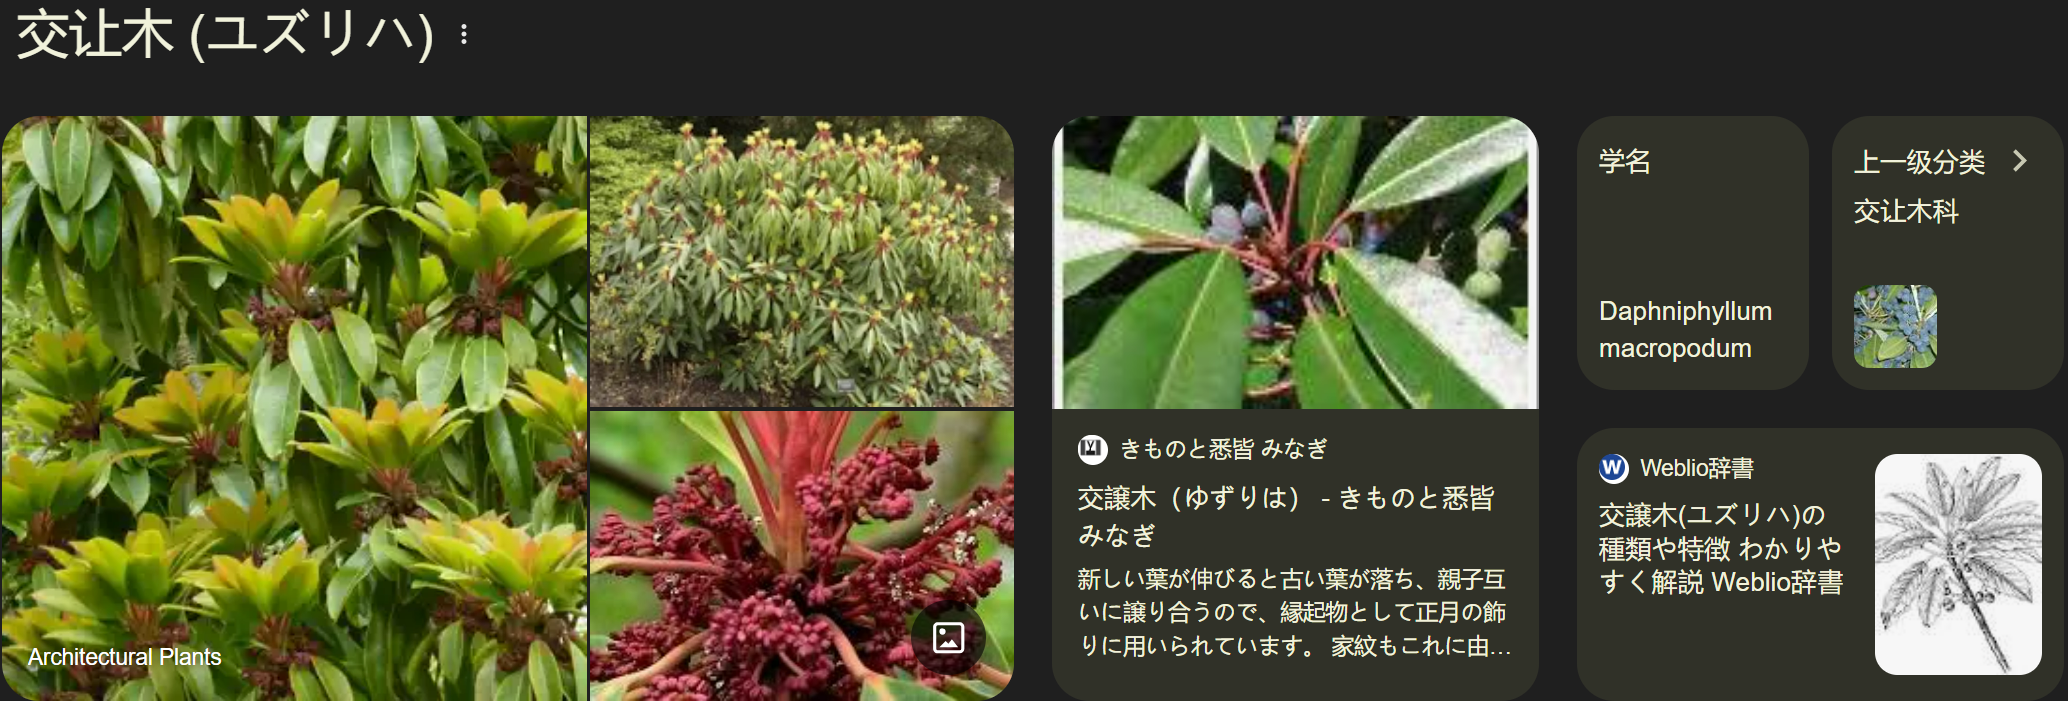 交让木 (ユズリハ)
Architectural Plants
きものと悉皆 みなぎ
交譲木（ゆずりは） - きものと悉皆
みなぎ
新しい葉が伸びると古い葉が落ち、親子互
いに譲り合うので、縁起物として正月の飾
りに用いられています。 家紋もこれに由...
学名
Daphniphyllum
macropodum
上一级分类
交让木科
Weblio辞書
交譲木(ユズリハ)の
種類や特徴 わかりや
すく解説 Weblio辞書